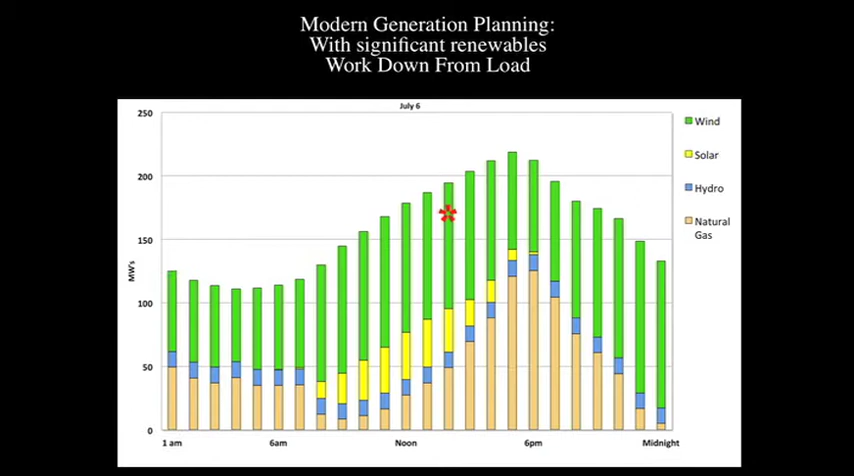 Modern Generation Planning:
With significant renewables
Work Down From Load
July 6
250
200
150
100
50
0
MW's
1 am
6am
Noon
6pm
Midnight
Wind
Solar
Hydro
Natural
Gas